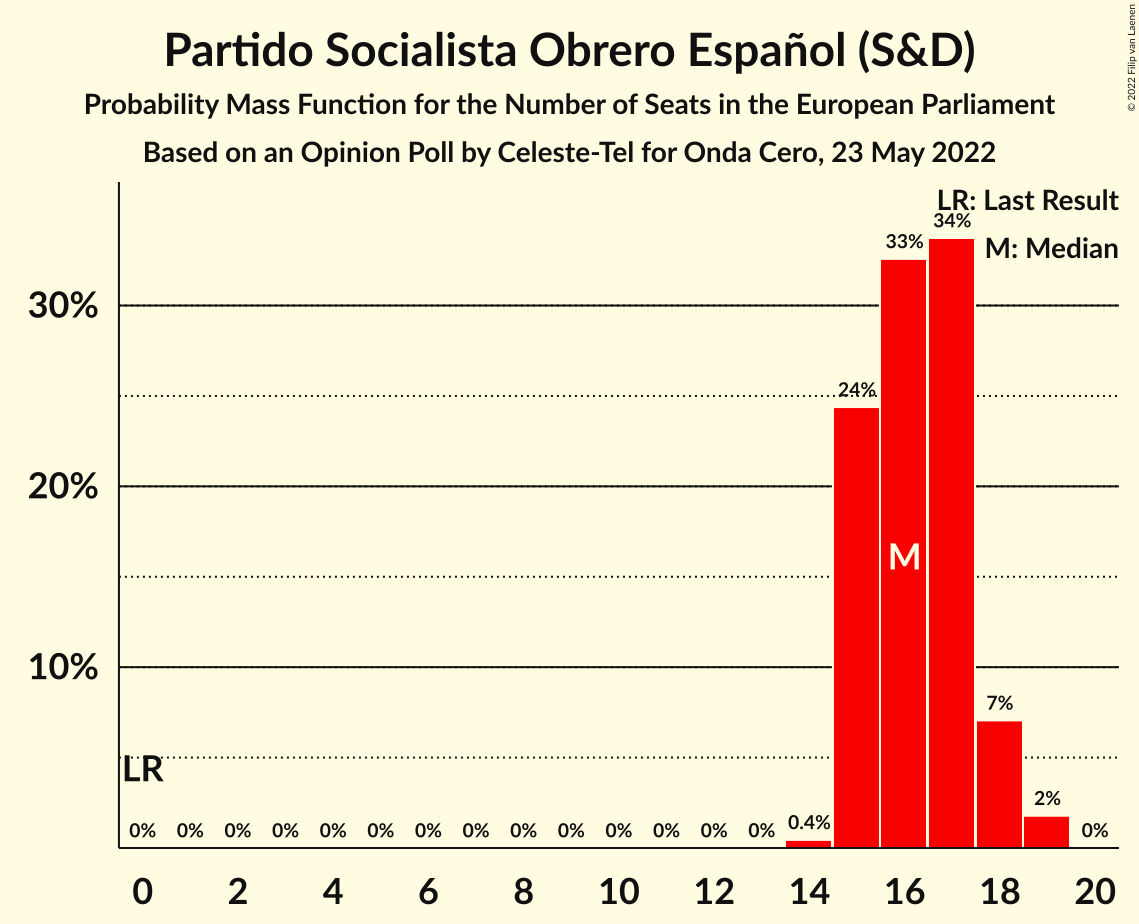 Partido Socialista Obrero Español (S&D)
Probability Mass Function for the Number of Seats in the European Parliament
Based on an Opinion Poll by Celeste-Tel for Onda Cero, 23 May 2022
© 2022 Filip van Laenen
LR: Last Result
M: Median
34%
33%
30%
24%
20%
M
10%
7%
LR
2%
0% 0% 0% 0% 0% 0% 0% 0% 0% 0% 0% 0% 0% 0% 0.4% 0%
0 2 4 6 8 10 12 14 16 18 20